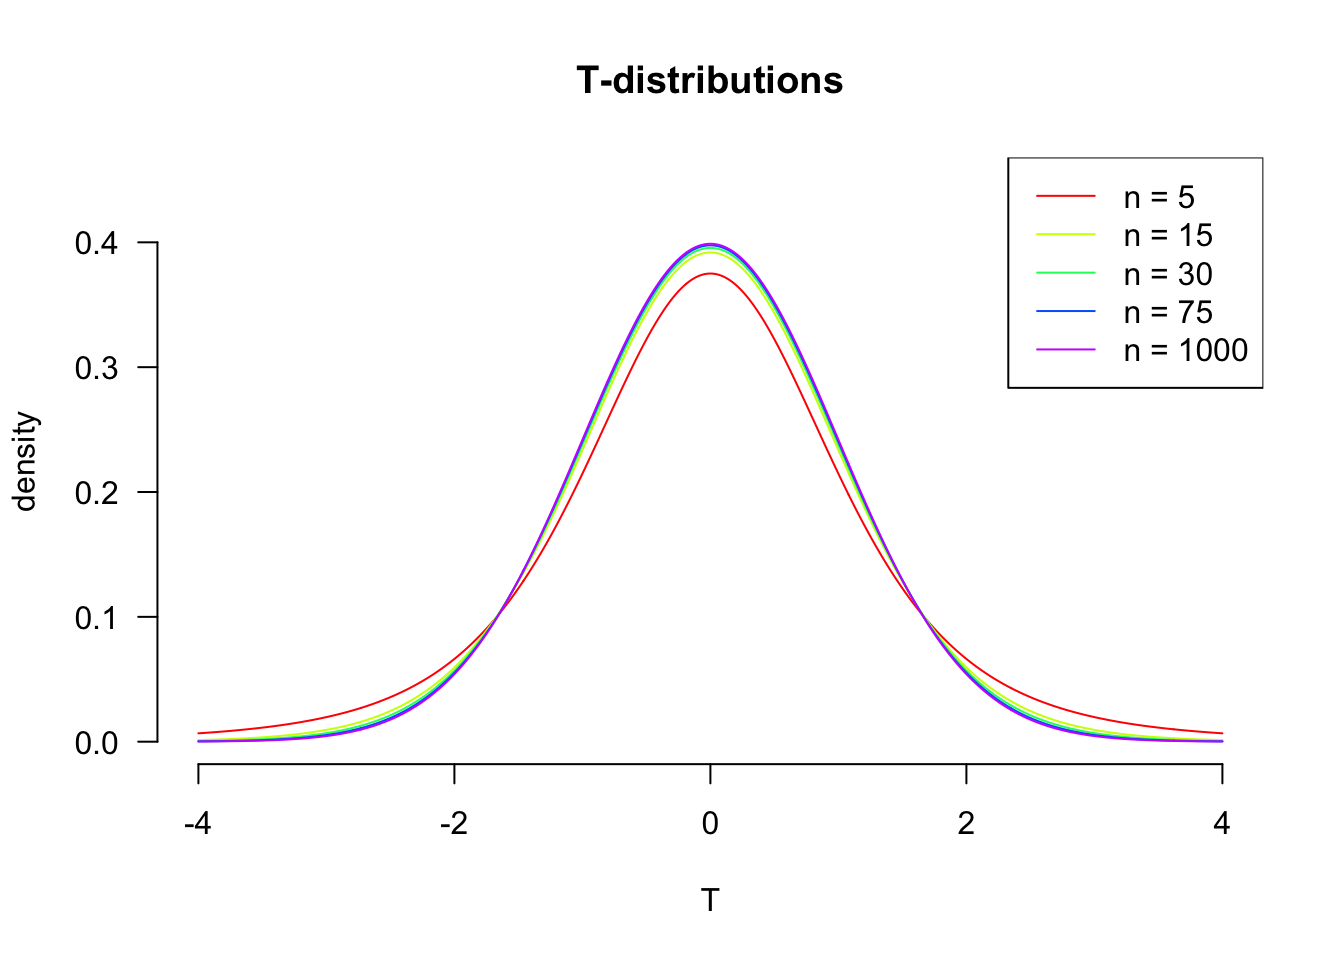 T-distributions
n = 5
n = 15
n = 30
n = 75
n = 1000
density
0.4
0.3
0.2
0.1
0.0
-4 -2 0 2 4
T